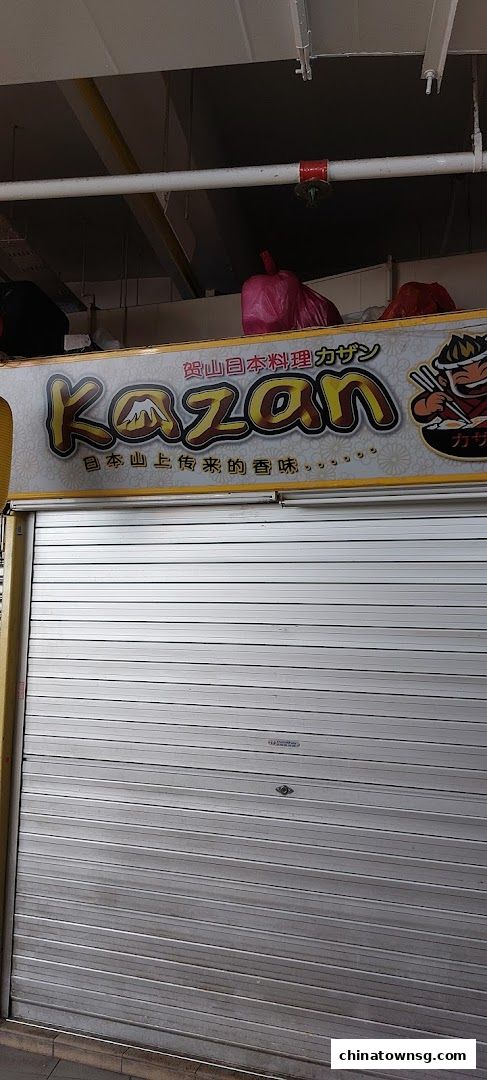 贺山日本料理 カザン
Kazan
日本山上传来的香味......
カザ
chinatownsg.com